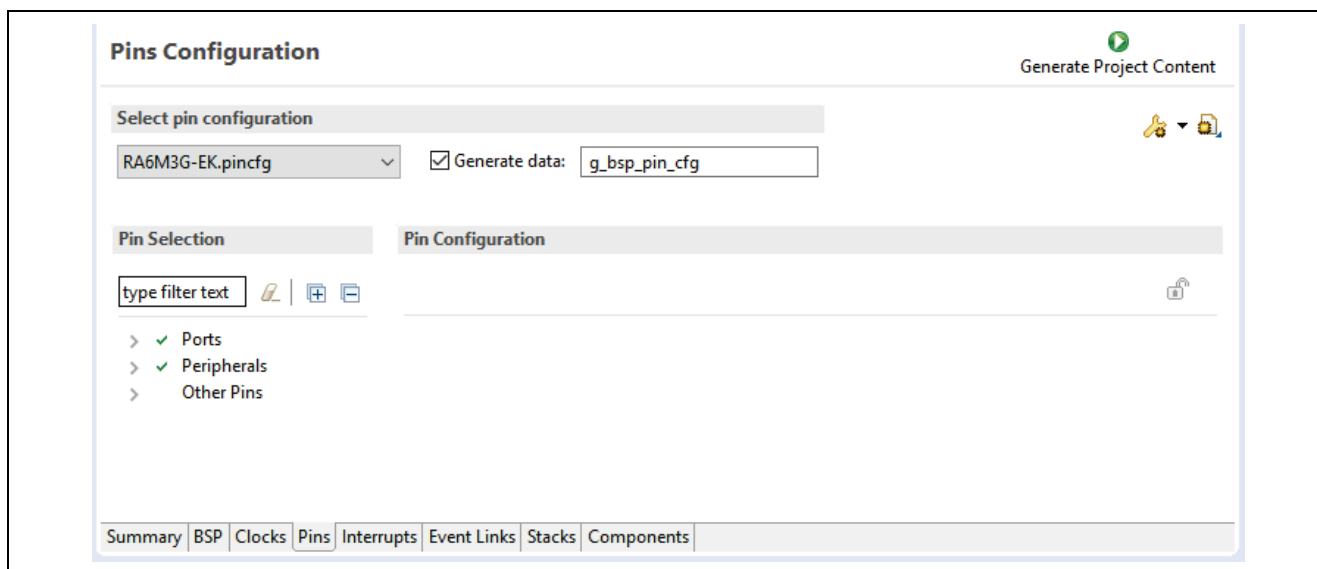 Pins Configuration
Generate Project Content
Select pin configuration
RA6M3G-EK.pincfg
Generate data:
g_bsp_pin_cfg
Pin Selection
Pin Configuration
type filter text
Ports
Peripherals
Other Pins
Summary BSP Clocks Pins Interrupts Event Links Stacks Components